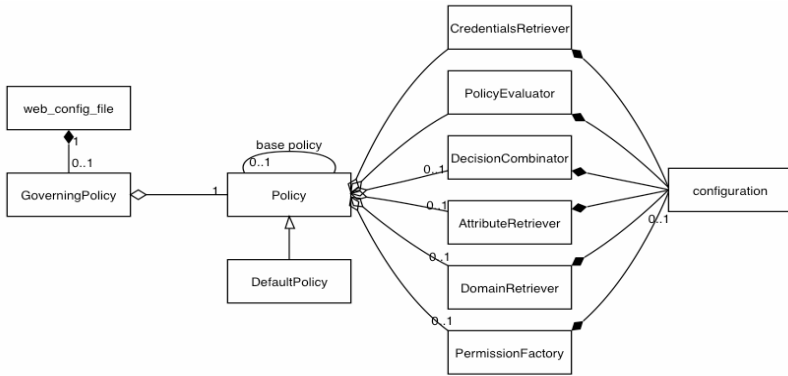 CredentialsRetriever
web_config_file
1
0..1
GoverningPolicy
1
base policy
0..1
Policy
DefaultPolicy
PolicyEvaluator
0..1
DecisionCombinator
0..1
AttributeRetriever
0..1
DomainRetriever
0..1
PermissionFactory
configuration
0..1